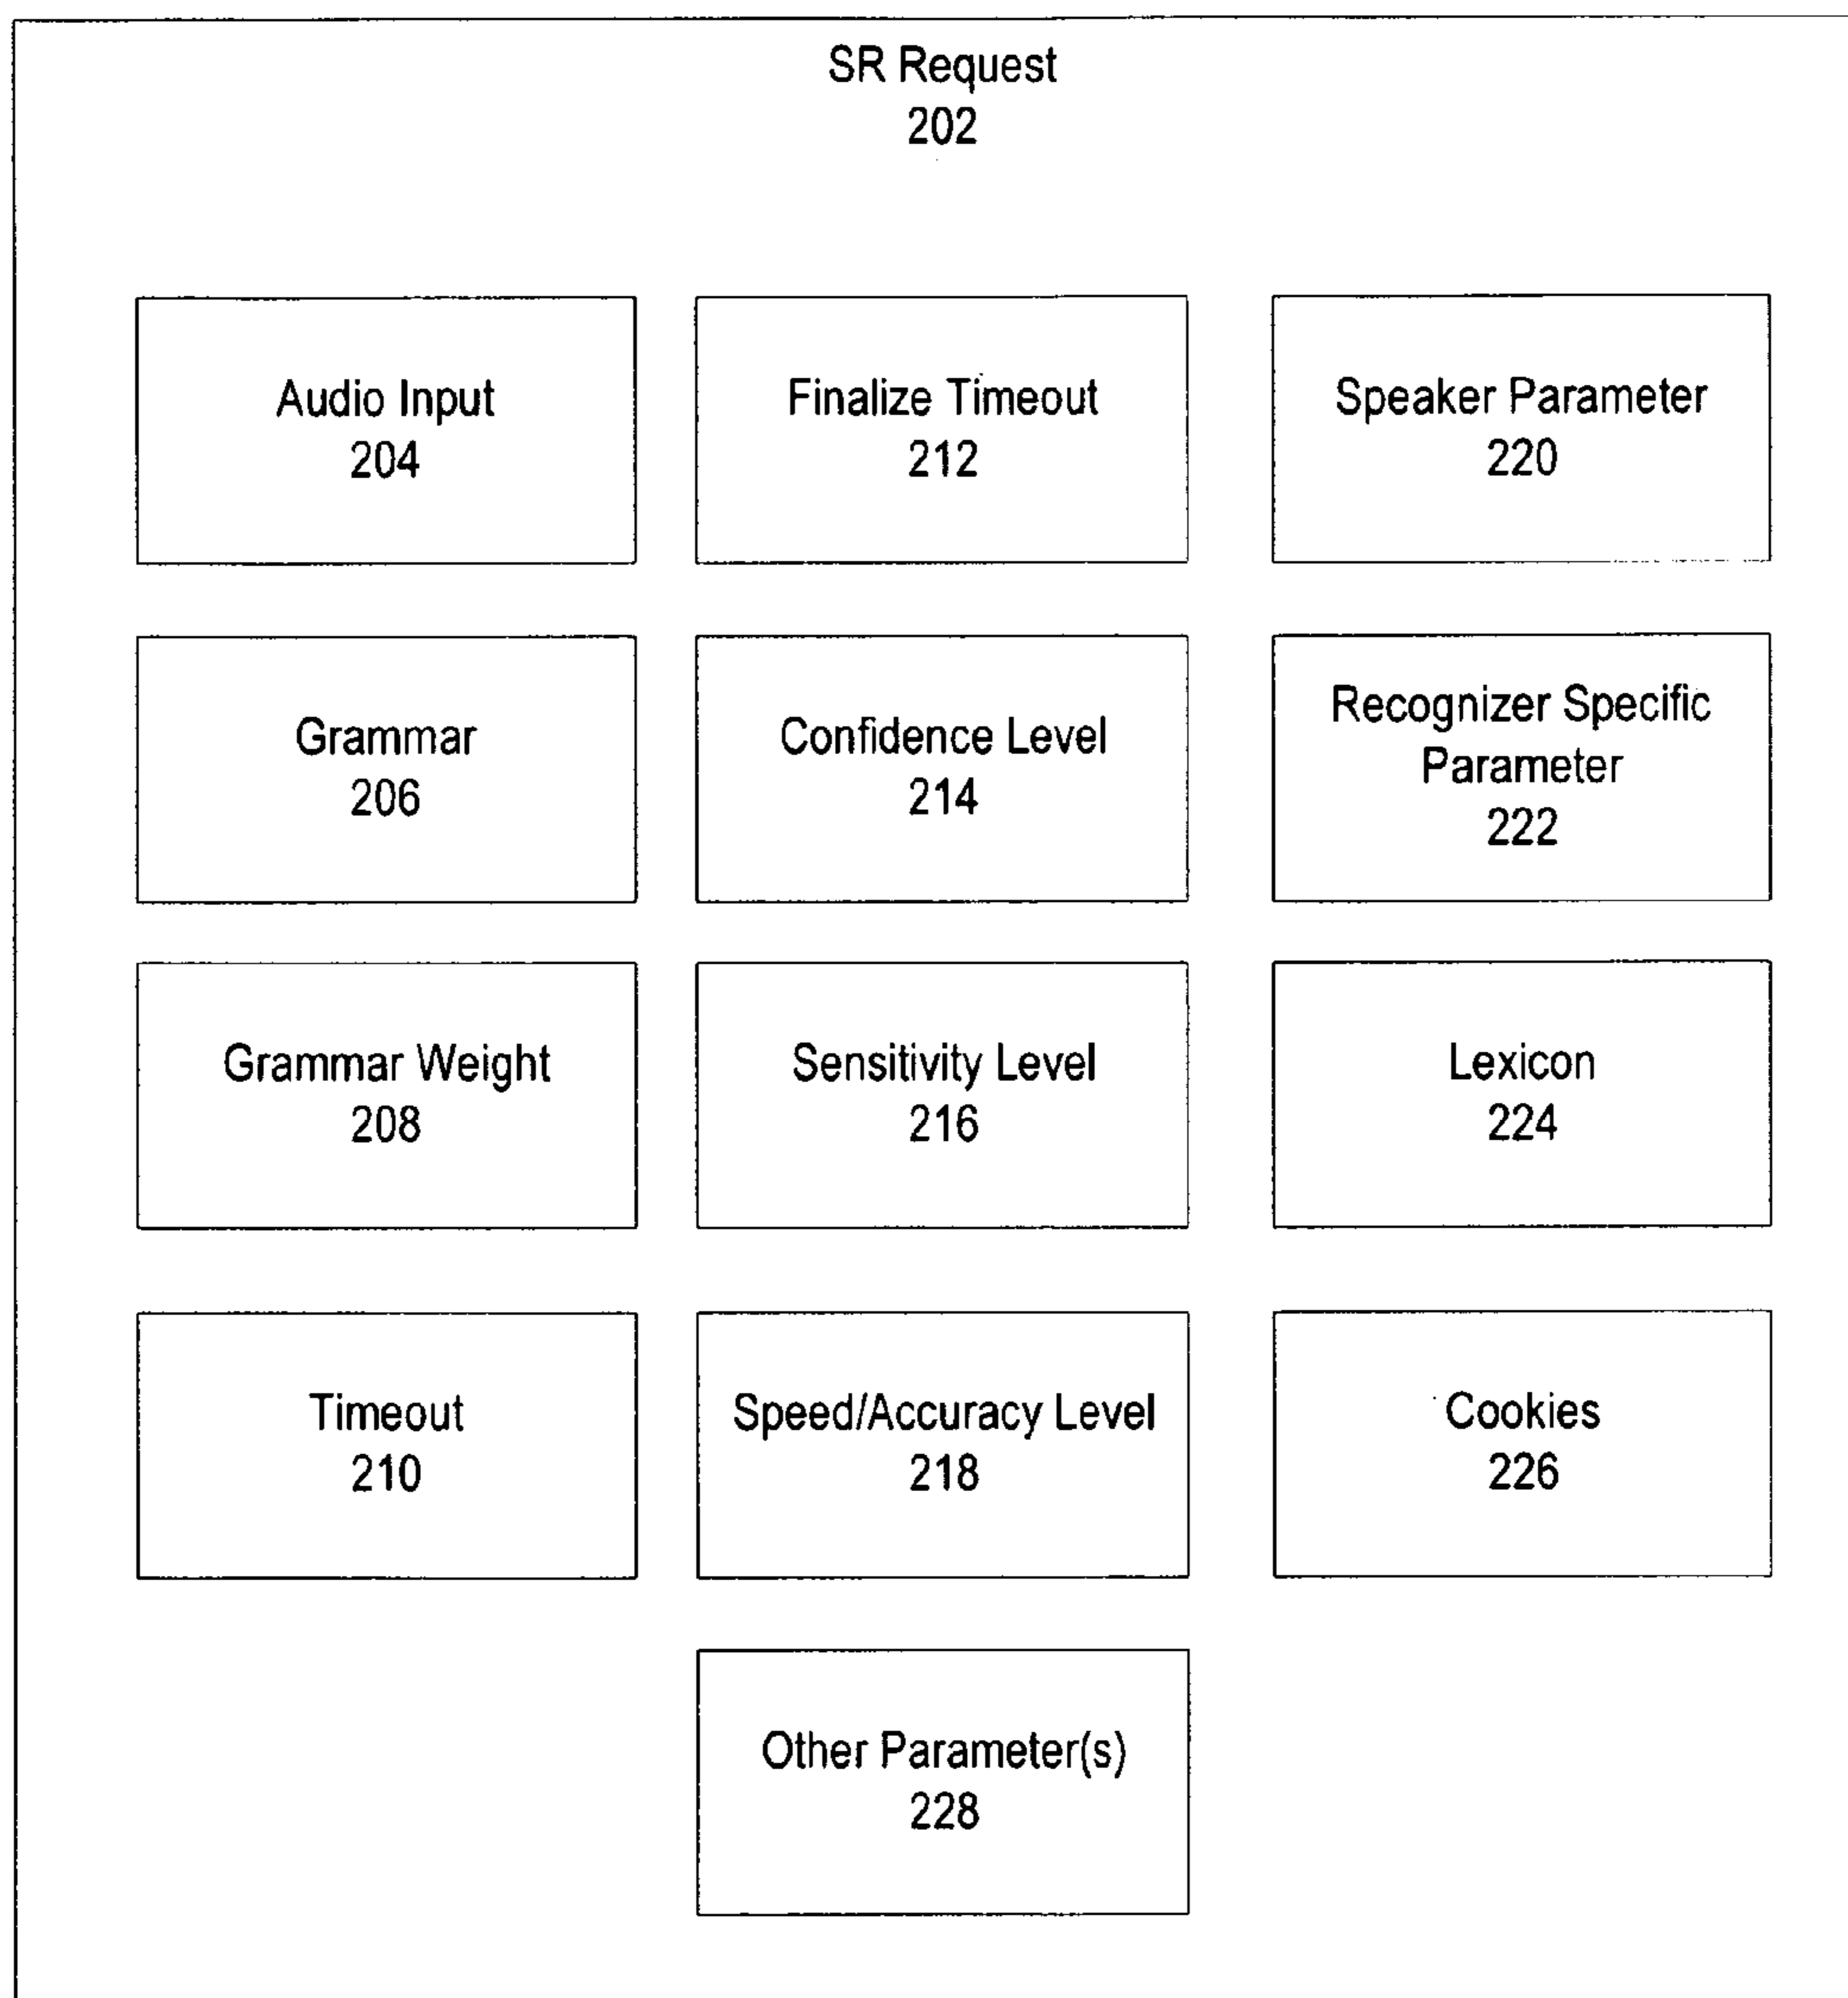 SR Request
202
Audio Input
204
Finalize Timeout
212
Speaker Parameter
220
Grammar
206
Confidence Level
214
Recognizer Specific
Parameter
222
Grammar Weight
208
Sensitivity Level
216
Lexicon
224
Timeout
210
Speed/Accuracy Level
218
Cookies
226
Other Parameter(s)
228